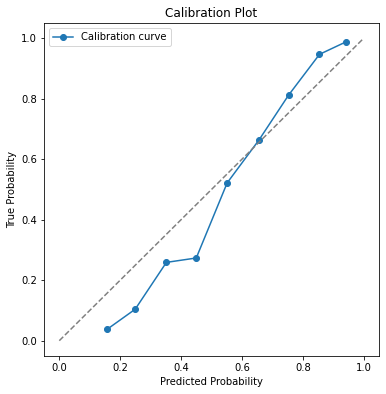 Calibration Plot
Calibration curve
True Probability
1.0
0.8
0.6
0.4
0.2
0.0
0.0 0.2 0.4 0.6 0.8 1.0
Predicted Probability